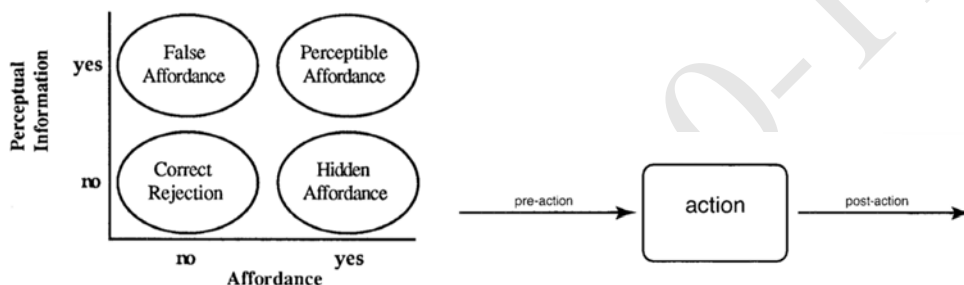 Perceptual
Information
yes
no
False
Affordance
Perceptible
Affordance
Correct
Rejection
Hidden
Affordance
no
yes
Affordance
pre-action
action
post-action